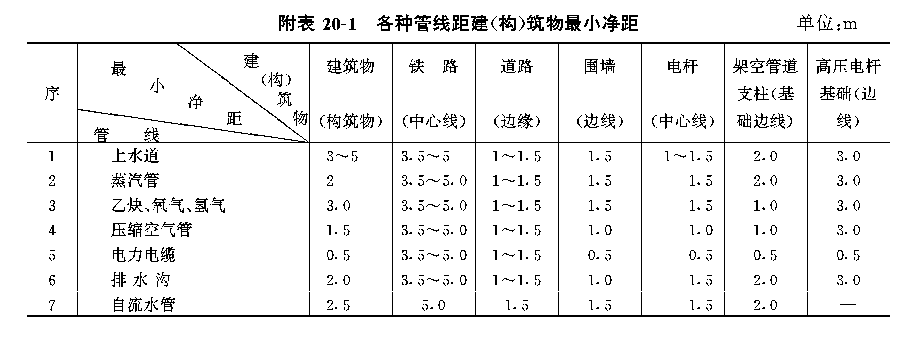 附表 20-1 各种管线距建(构)筑物最小净距 单位:m
序 最小净距 建(构)筑物 管线 建筑物(构筑物) 铁路(中心线) 道路(边缘) 围墙(边线) 电杆(中心线) 架空管道支柱(基础边线) 高压电杆基础(边线)
1 上水道 3~5 3.5~5 1~1.5 1.5 1~1.5 2.0 3.0
2 蒸汽管 2 3.5~5.0 1~1.5 1.5 1.5 2.0 3.0
3 乙炔、氧气、氢气 3.0 3.5~5.0 1~1.5 1.5 1.5 1.0 3.0
4 压缩空气管 1.5 3.5~5.0 1~1.5 1.0 1.0 1.0 3.0
5 电力电缆 0.5 3.5~5.0 1~1.5 0.5 0.5 0.5 0.5
6 排水沟 2.0 3.5~5.0 1~1.5 1.0 1.5 2.0 3.0
7 自流水管 2.5 5.0 1.5 1.5 1.5 2.0 —